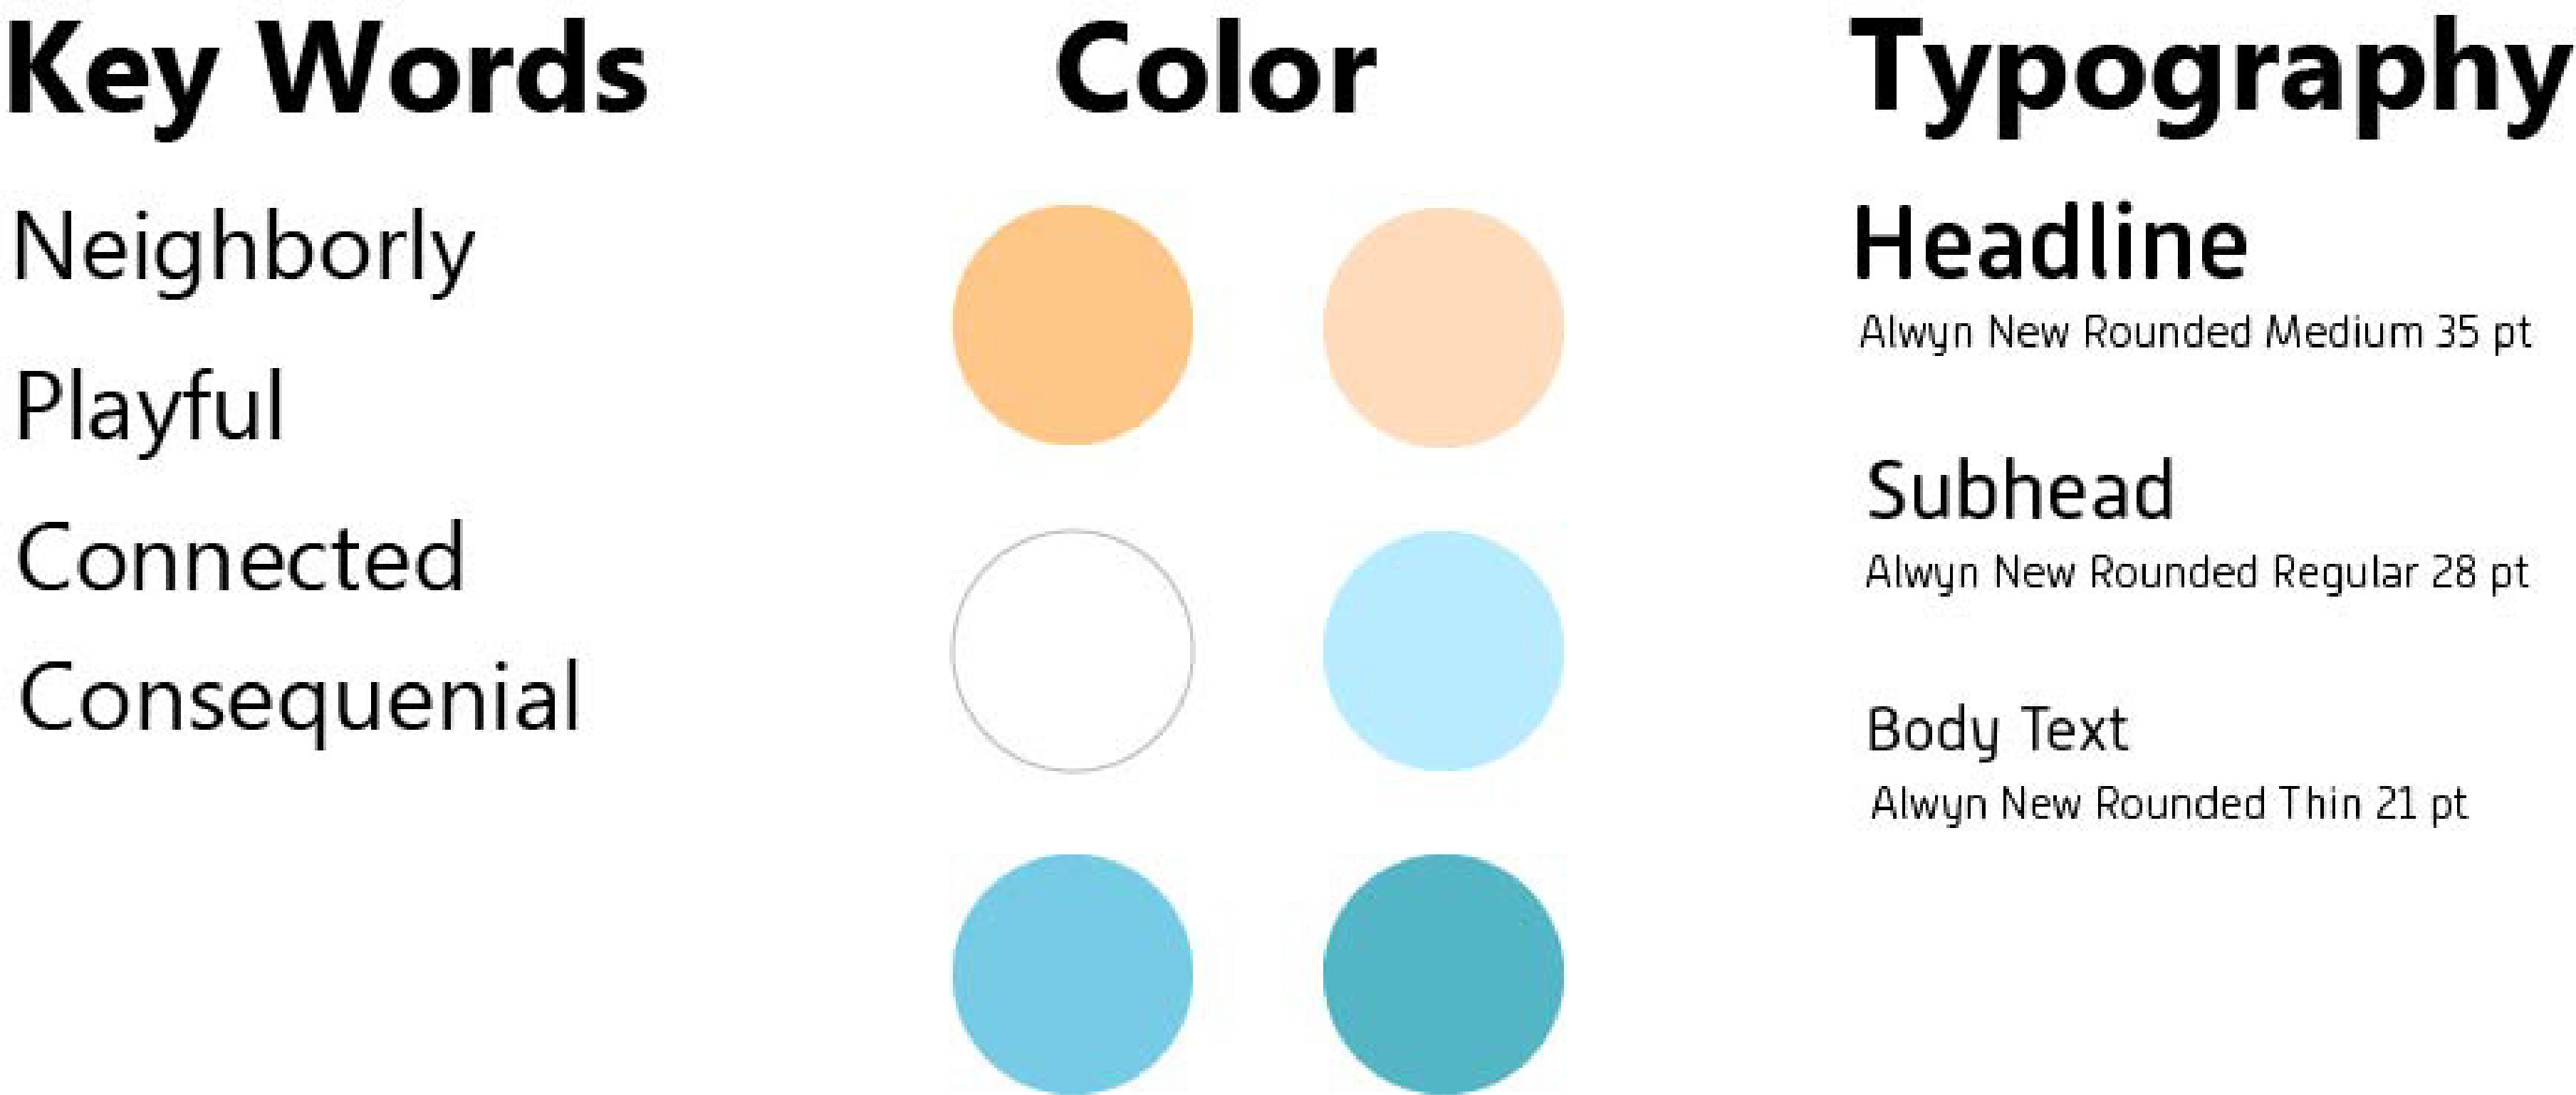 Key Words
Neighborly
Playful
Connected
Consequenial
Color
Typography
Headline
Alwyn New Rounded Medium 35 pt
Subhead
Alwyn New Rounded Regular 28 pt
Body Text
Alwyn New Rounded Thin 21 pt